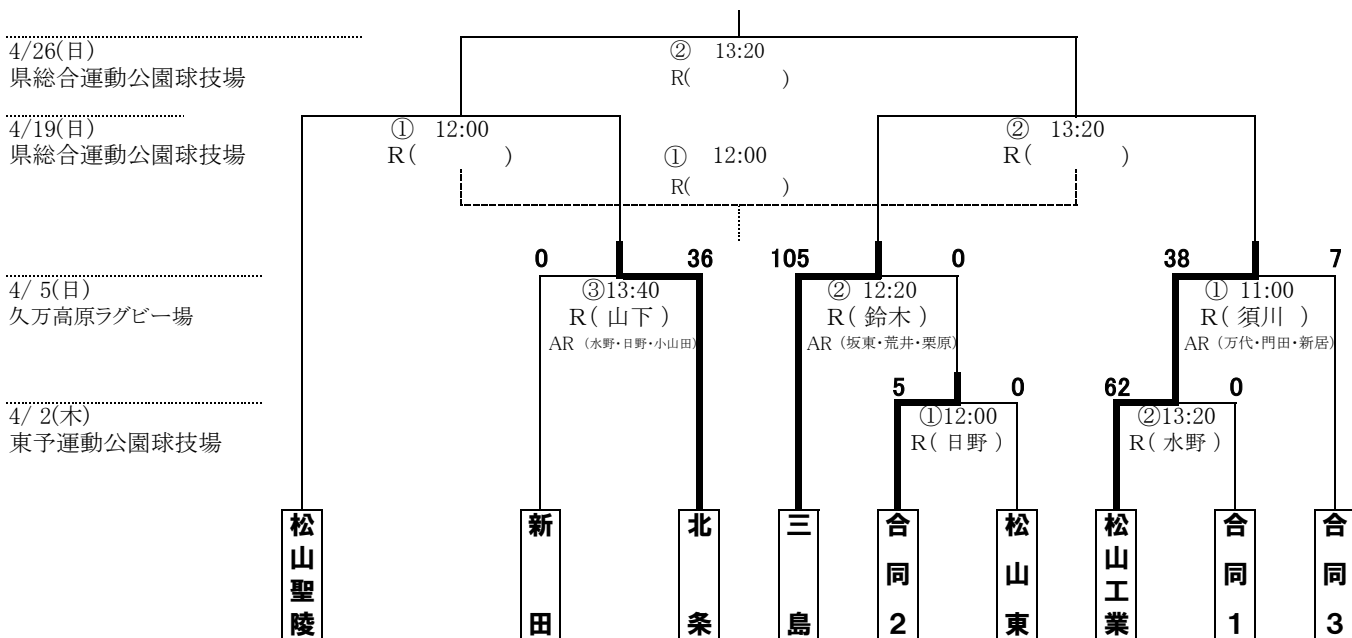 4/26(日)
県総合運動公園球技場
② 13:20
R( )
4/19(日)
県総合運動公園球技場
① 12:00
R( )
① 12:00
R( )
② 13:20
R( )
0 36 105 0 38 7
4/ 5(日)
久万高原ラグビー場
③13:40
R( 山下 )
AR (水野・日野・小山田)
② 12:20
R( 鈴木 )
AR (坂東・荒井・栗原)
① 11:00
R( 須川 )
AR (万代・門田・新居)
5 0 62 0
4/ 2(木)
東予運動公園球技場
①12:00
R( 日野 )
②13:20
R( 水野 )
松山聖陵
新田
北条
三島
合同2
松山東
松山工業
合同1
合同3